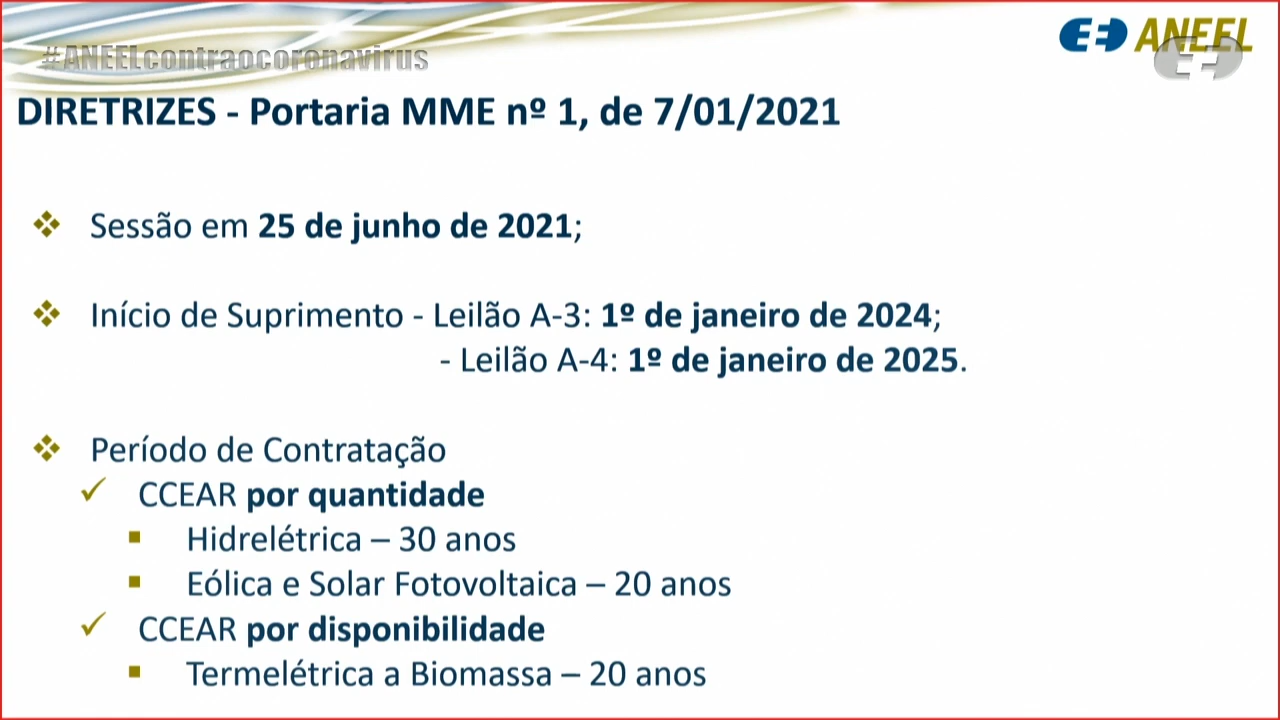 #ANEELcontraocoronavirus
ANEEL
DIRETRIZES - Portaria MME nº 1, de 7/01/2021
Sessão em 25 de junho de 2021;
Início de Suprimento - Leilão A-3: 1º de janeiro de 2024;
- Leilão A-4: 1º de janeiro de 2025.
Período de Contratação
CCEAR por quantidade
Hidrelétrica – 30 anos
Eólica e Solar Fotovoltaica – 20 anos
CCEAR por disponibilidade
Termelétrica a Biomassa – 20 anos